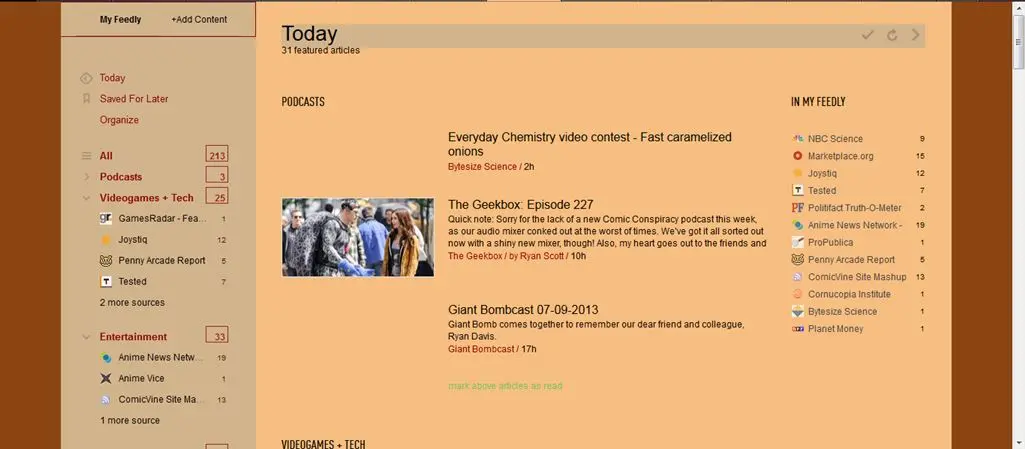 My Feedly
+Add Content
Today
Saved For Later
Organize
All 213
Podcasts 3
Videogames + Tech 25
GamesRadar - Fea... 1
Joystiq 12
Penny Arcade Report 5
Tested 7
2 more sources
Entertainment 33
Anime News Netw... 19
Anime Vice 1
ComicVine Site Ma... 13
1 more source
Today
31 featured articles
PODCASTS
Everyday Chemistry video contest - Fast caramelized
onions
Bytesize Science / 2h
The Geekbox: Episode 227
Quick note: Sorry for the lack of a new Comic Conspiracy podcast this week,
as our audio mixer conked out at the worst of times. We've got it all sorted out
now with a shiny new mixer, though! Also, my heart goes out to the friends and
The Geekbox / by Ryan Scott / 10h
Giant Bombcast 07-09-2013
Giant Bomb comes together to remember our dear friend and colleague,
Ryan Davis.
Giant Bombcast / 17h
mark above articles as read
VIDEOGAMES + TECH
IN MY FEEDLY
NBC Science 9
Marketplace.org 15
Joystiq 12
Tested 7
Politifact Truth-O-Meter 2
Anime News Network - 19
ProPublica 1
Penny Arcade Report 5
ComicVine Site Mashup 13
Cornucopia Institute 1
Bytesize Science 1
Planet Money 1